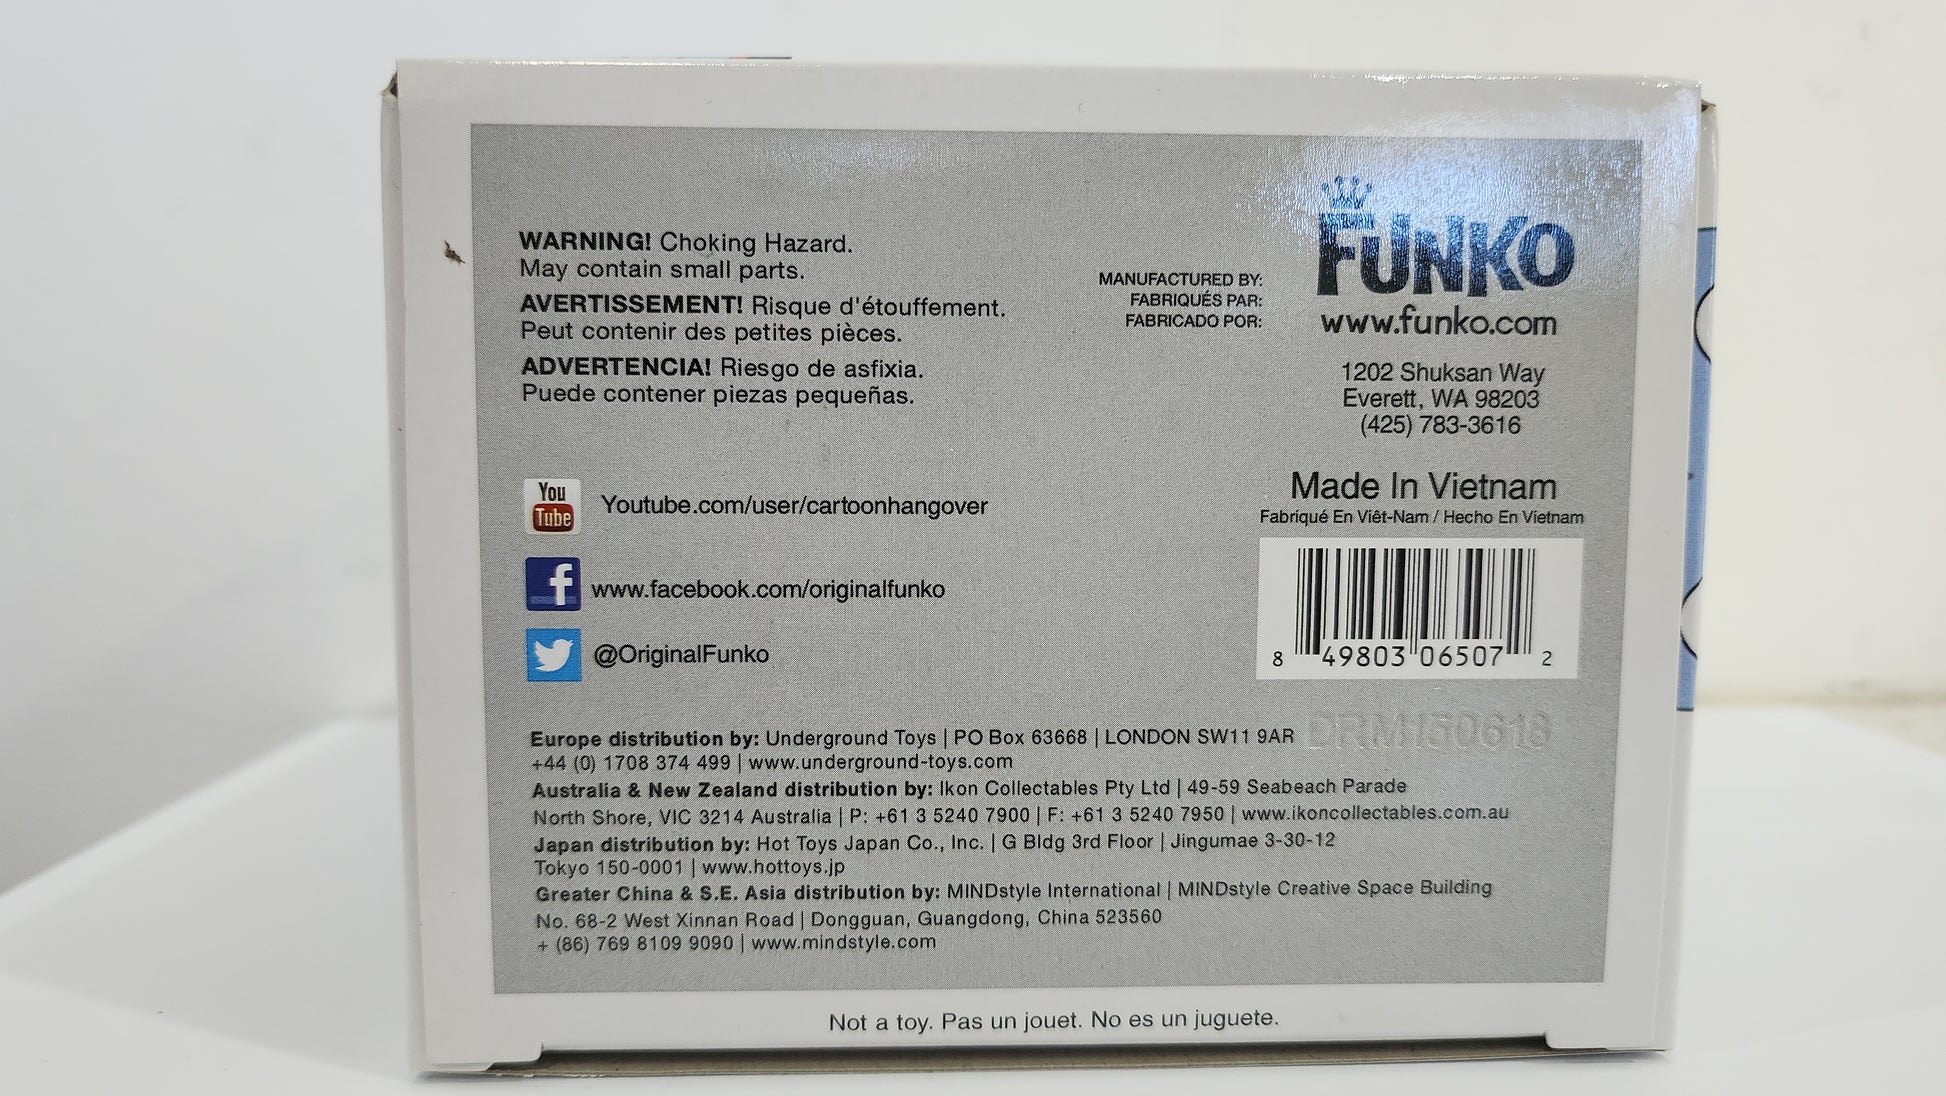 WARNING! Choking Hazard.
May contain small parts.
AVERTISSEMENT! Risque d'étouffement.
Peut contenir des petites pièces.
ADVERTENCIA! Riesgo de asfixia.
Puede contener piezas pequeñas.
MANUFACTURED BY:
FABRIQUÉS PAR:
FABRICADO POR:
FUNKO
www.funko.com
1202 Shuksan Way
Everett, WA 98203
(425) 783-3616
Made In Vietnam
Fabriqué En Viêt-Nam / Hecho En Vietnam
8 49803 06507 2
You
Tube
Youtube.com/user/cartoonhangover
f
www.facebook.com/originalfunko
@OriginalFunko
DRM150618
Europe distribution by: Underground Toys | PO Box 63668 | LONDON SW11 9AR
+44 (0) 1708 374 499 | www.underground-toys.com
Australia & New Zealand distribution by: Ikon Collectables Pty Ltd | 49-59 Seabeach Parade
North Shore, VIC 3214 Australia | P: +61 3 5240 7900 | F: +61 3 5240 7950 | www.ikoncollectables.com.au
Japan distribution by: Hot Toys Japan Co., Inc. | G Bldg 3rd Floor | Jingumae 3-30-12
Tokyo 150-0001 | www.hottoys.jp
Greater China & S.E. Asia distribution by: MINDstyle International | MINDstyle Creative Space Building
No. 68-2 West Xinnan Road | Dongguan, Guangdong, China 523560
+ (86) 769 8109 9090 | www.mindstyle.com
Not a toy. Pas un jouet. No es un juguete.